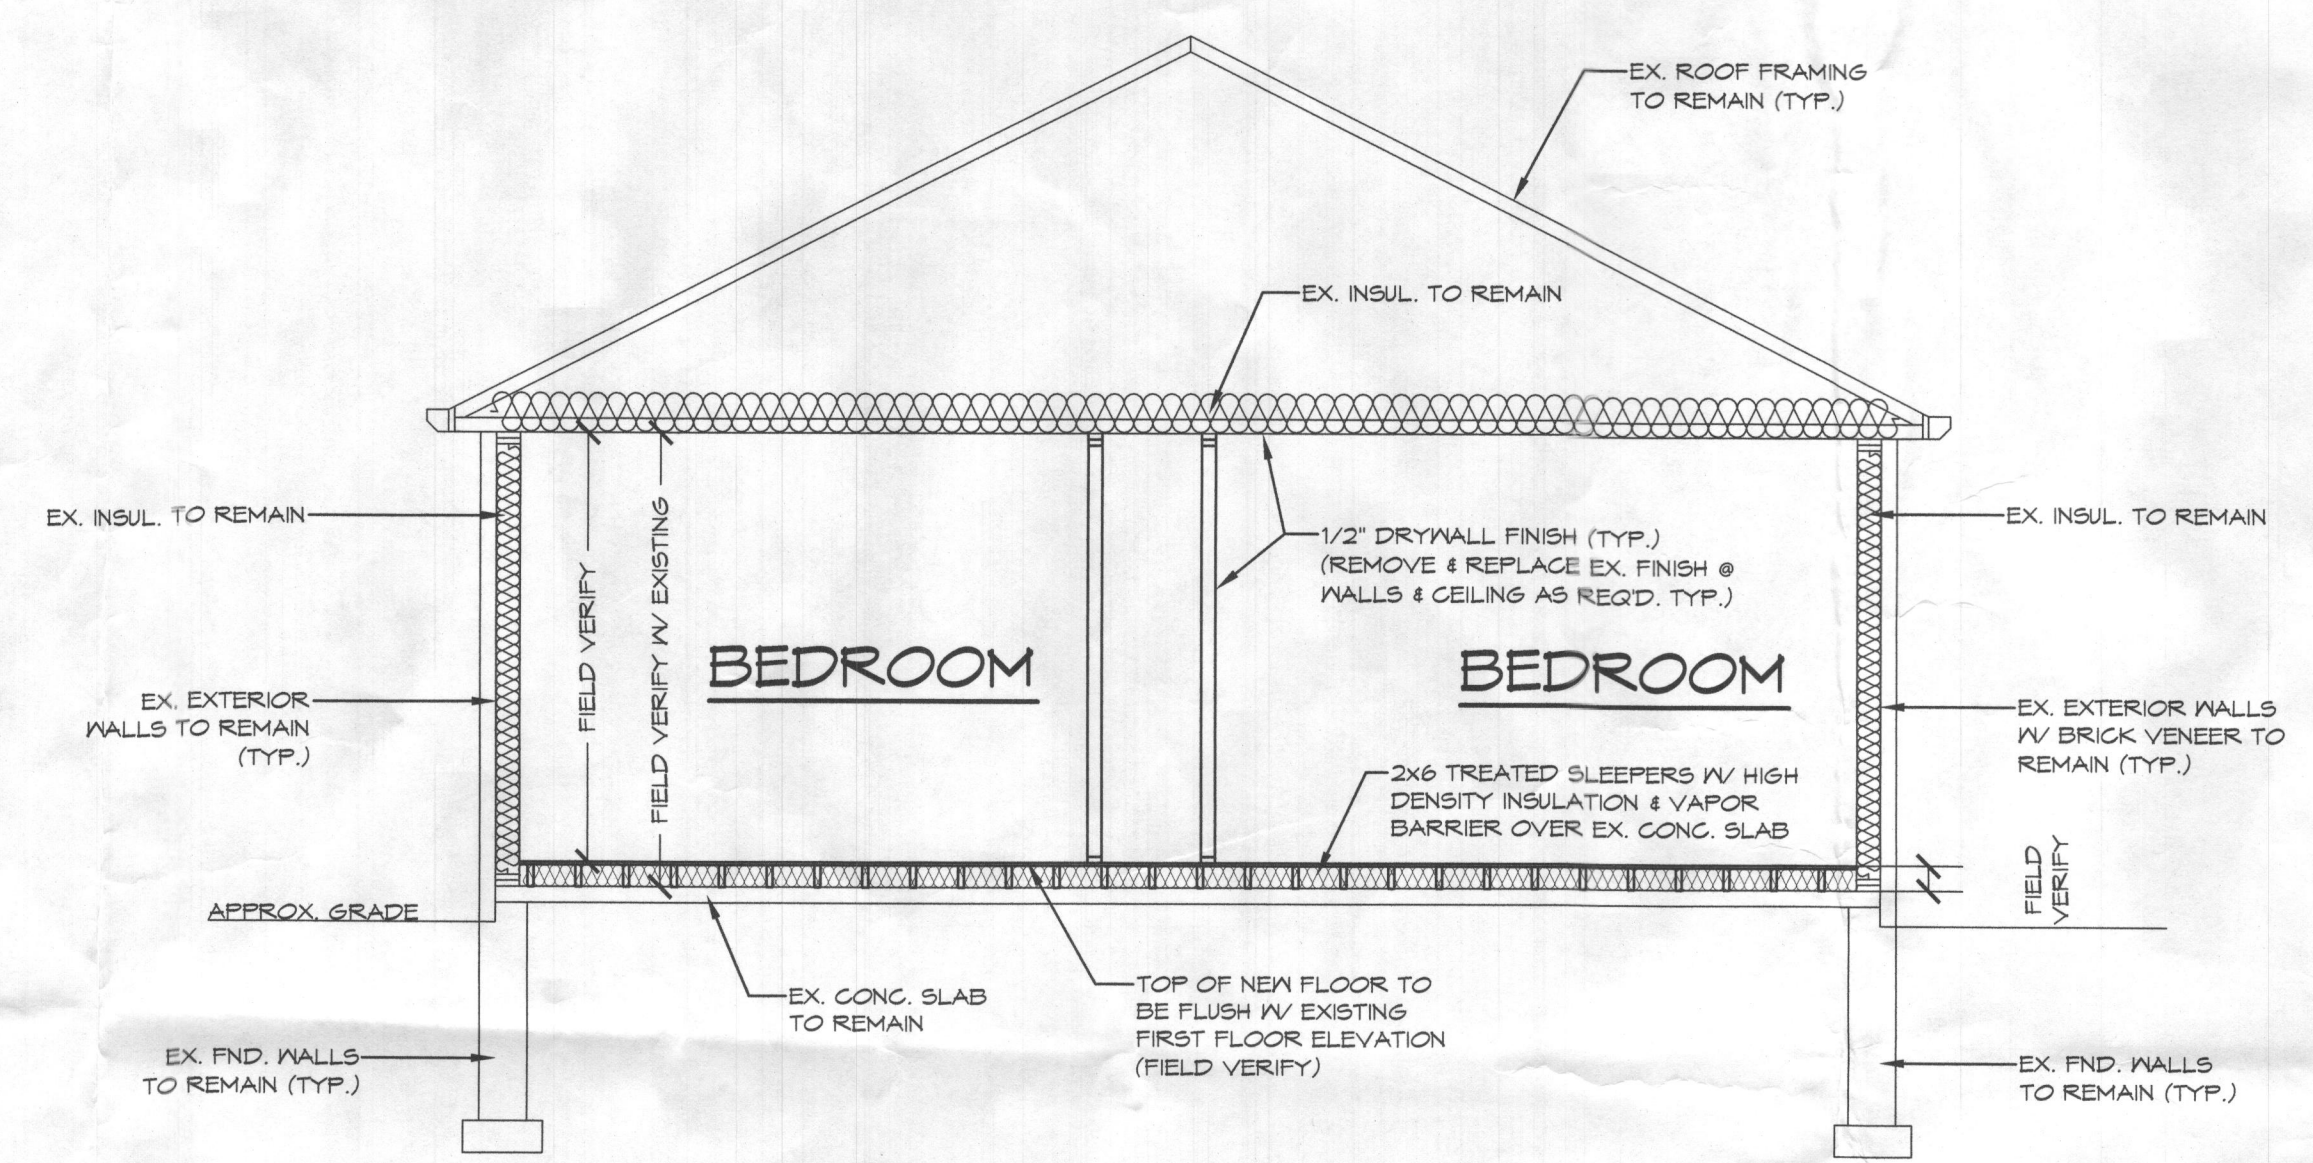 EX. ROOF FRAMING
TO REMAIN (TYP.)
EX. INSUL. TO REMAIN
EX. INSUL. TO REMAIN
FIELD VERIFY
FIELD VERIFY W/ EXISTING
1/2" DRYWALL FINISH (TYP.)
(REMOVE & REPLACE EX. FINISH @
WALLS & CEILING AS REQ'D. TYP.)
EX. INSUL. TO REMAIN
BEDROOM
BEDROOM
EX. EXTERIOR
WALLS TO REMAIN
(TYP.)
EX. EXTERIOR WALLS
W/ BRICK VENEER TO
REMAIN (TYP.)
2x6 TREATED SLEEPERS W/ HIGH
DENSITY INSULATION & VAPOR
BARRIER OVER EX. CONC. SLAB
FIELD
VERIFY
APPROX. GRADE
EX. CONC. SLAB
TO REMAIN
TOP OF NEW FLOOR TO
BE FLUSH W/ EXISTING
FIRST FLOOR ELEVATION
(FIELD VERIFY)
EX. FND. WALLS
TO REMAIN (TYP.)
EX. FND. WALLS
TO REMAIN (TYP.)